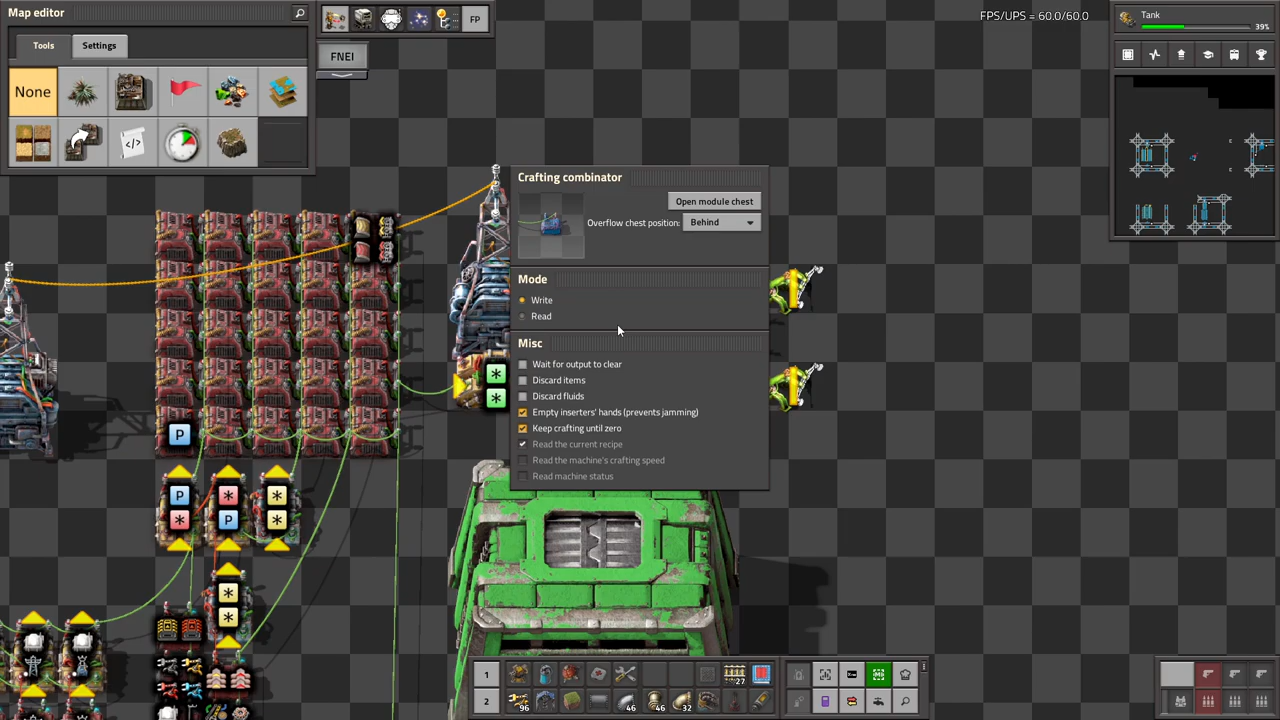 Map editor
Tools
Settings
None
FP
FNEI
FPS/UPS = 60.0/60.0
Tank
39%
Crafting combinator
Open module chest
Overflow chest position:
Behind
Mode
Write
Read
Misc
Wait for output to clear
Discard items
Discard fluids
Empty inserters' hands (prevents jamming)
Keep crafting until zero
Read the current recipe
Read the machine's crafting speed
Read machine status
P
P
P
1
27
2
96
46
46
32